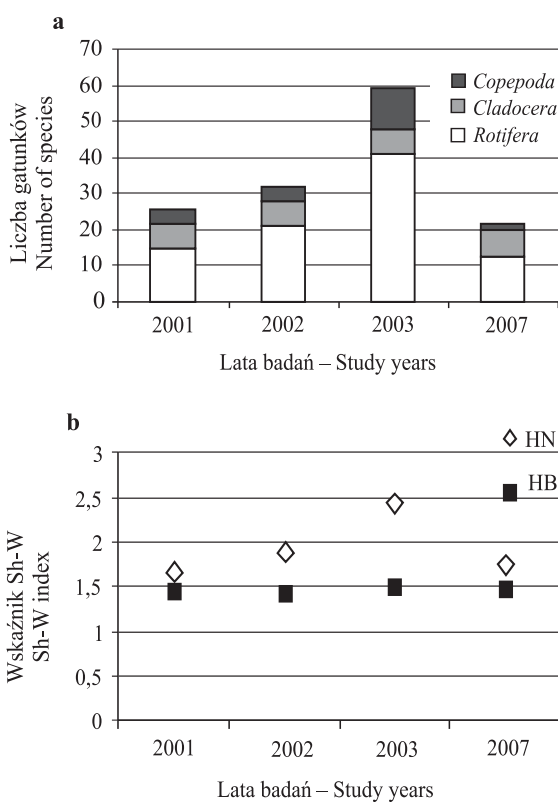 a
70
60
50
40
30
20
10
0
Liczba gatunków
Number of species
Copepoda
Cladocera
Rotifera
2001 2002 2003 2007
Lata badań – Study years
b
HN
HB
3
2,5
2
1,5
1
0,5
0
Wskaźnik Sh-W
Sh-W index
2001 2002 2003 2007
Lata badań – Study years